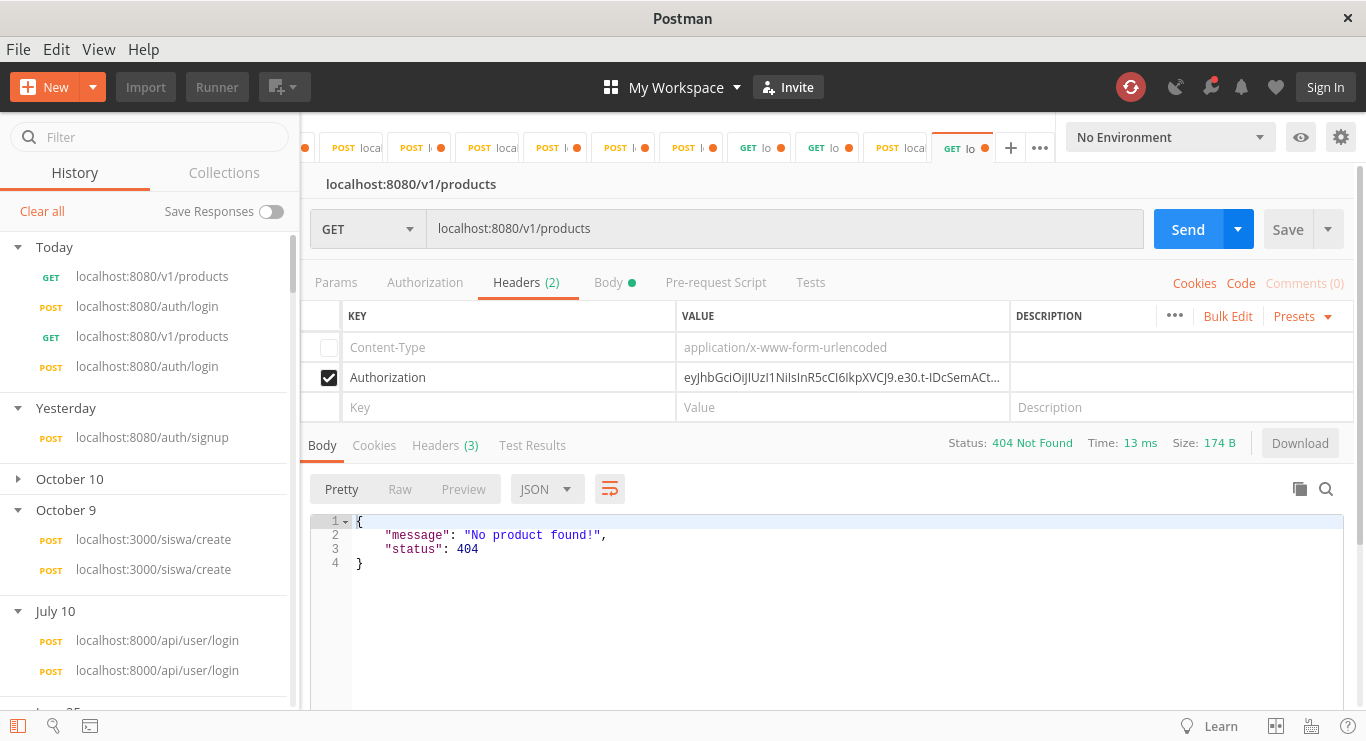 Postman
File Edit View Help
New Import Runner My Workspace Invite Sign In
Filter
History Collections
Clear all Save Responses
Today
GET localhost:8080/v1/products
POST localhost:8080/auth/login
GET localhost:8080/v1/products
POST localhost:8080/auth/login
Yesterday
POST localhost:8080/auth/signup
October 10
October 9
POST localhost:3000/siswa/create
POST localhost:3000/siswa/create
July 10
POST localhost:8000/api/user/login
POST localhost:8000/api/user/login
POST local POST l POST local POST l POST l POST l GET lo GET lo POST local GET lo
No Environment
localhost:8080/v1/products
GET localhost:8080/v1/products Send Save
Params Authorization Headers (2) Body Pre-request Script Tests Cookies Code Comments (0)
KEY VALUE DESCRIPTION ••• Bulk Edit Presets
Content-Type application/x-www-form-urlencoded
Authorization
Key Value Description
Body Cookies Headers (3) Test Results Status: 404 Not Found Time: 13 ms Size: 174 B Download
Pretty Raw Preview JSON
1 {
2 "message": "No product found!",
3 "status": 404
4 }
Learn